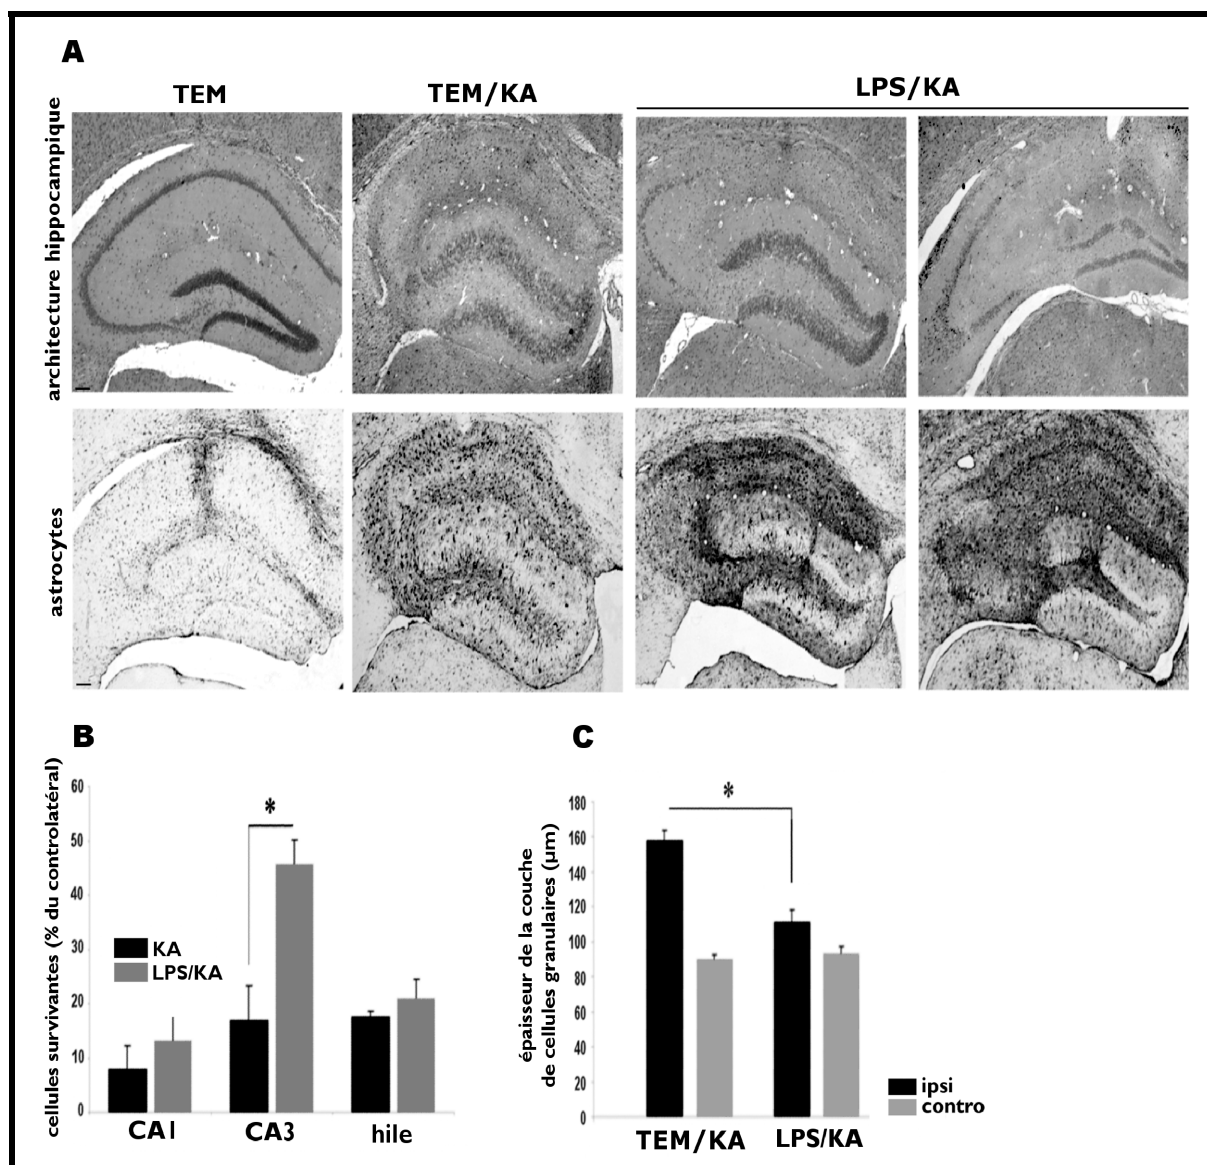 A
TEM
TEM/KA
LPS/KA
architecture hippocampique
astrocytes
B
cellules survivantes (% du controlatéral)
60
50
40
30
20
10
0
*
KA
LPS/KA
CA1
CA3
hile
C
épaisseur de la couche
de cellules granulaires (µm)
180
160
140
120
100
80
60
40
20
0
*
ipsi
contro
TEM/KA
LPS/KA